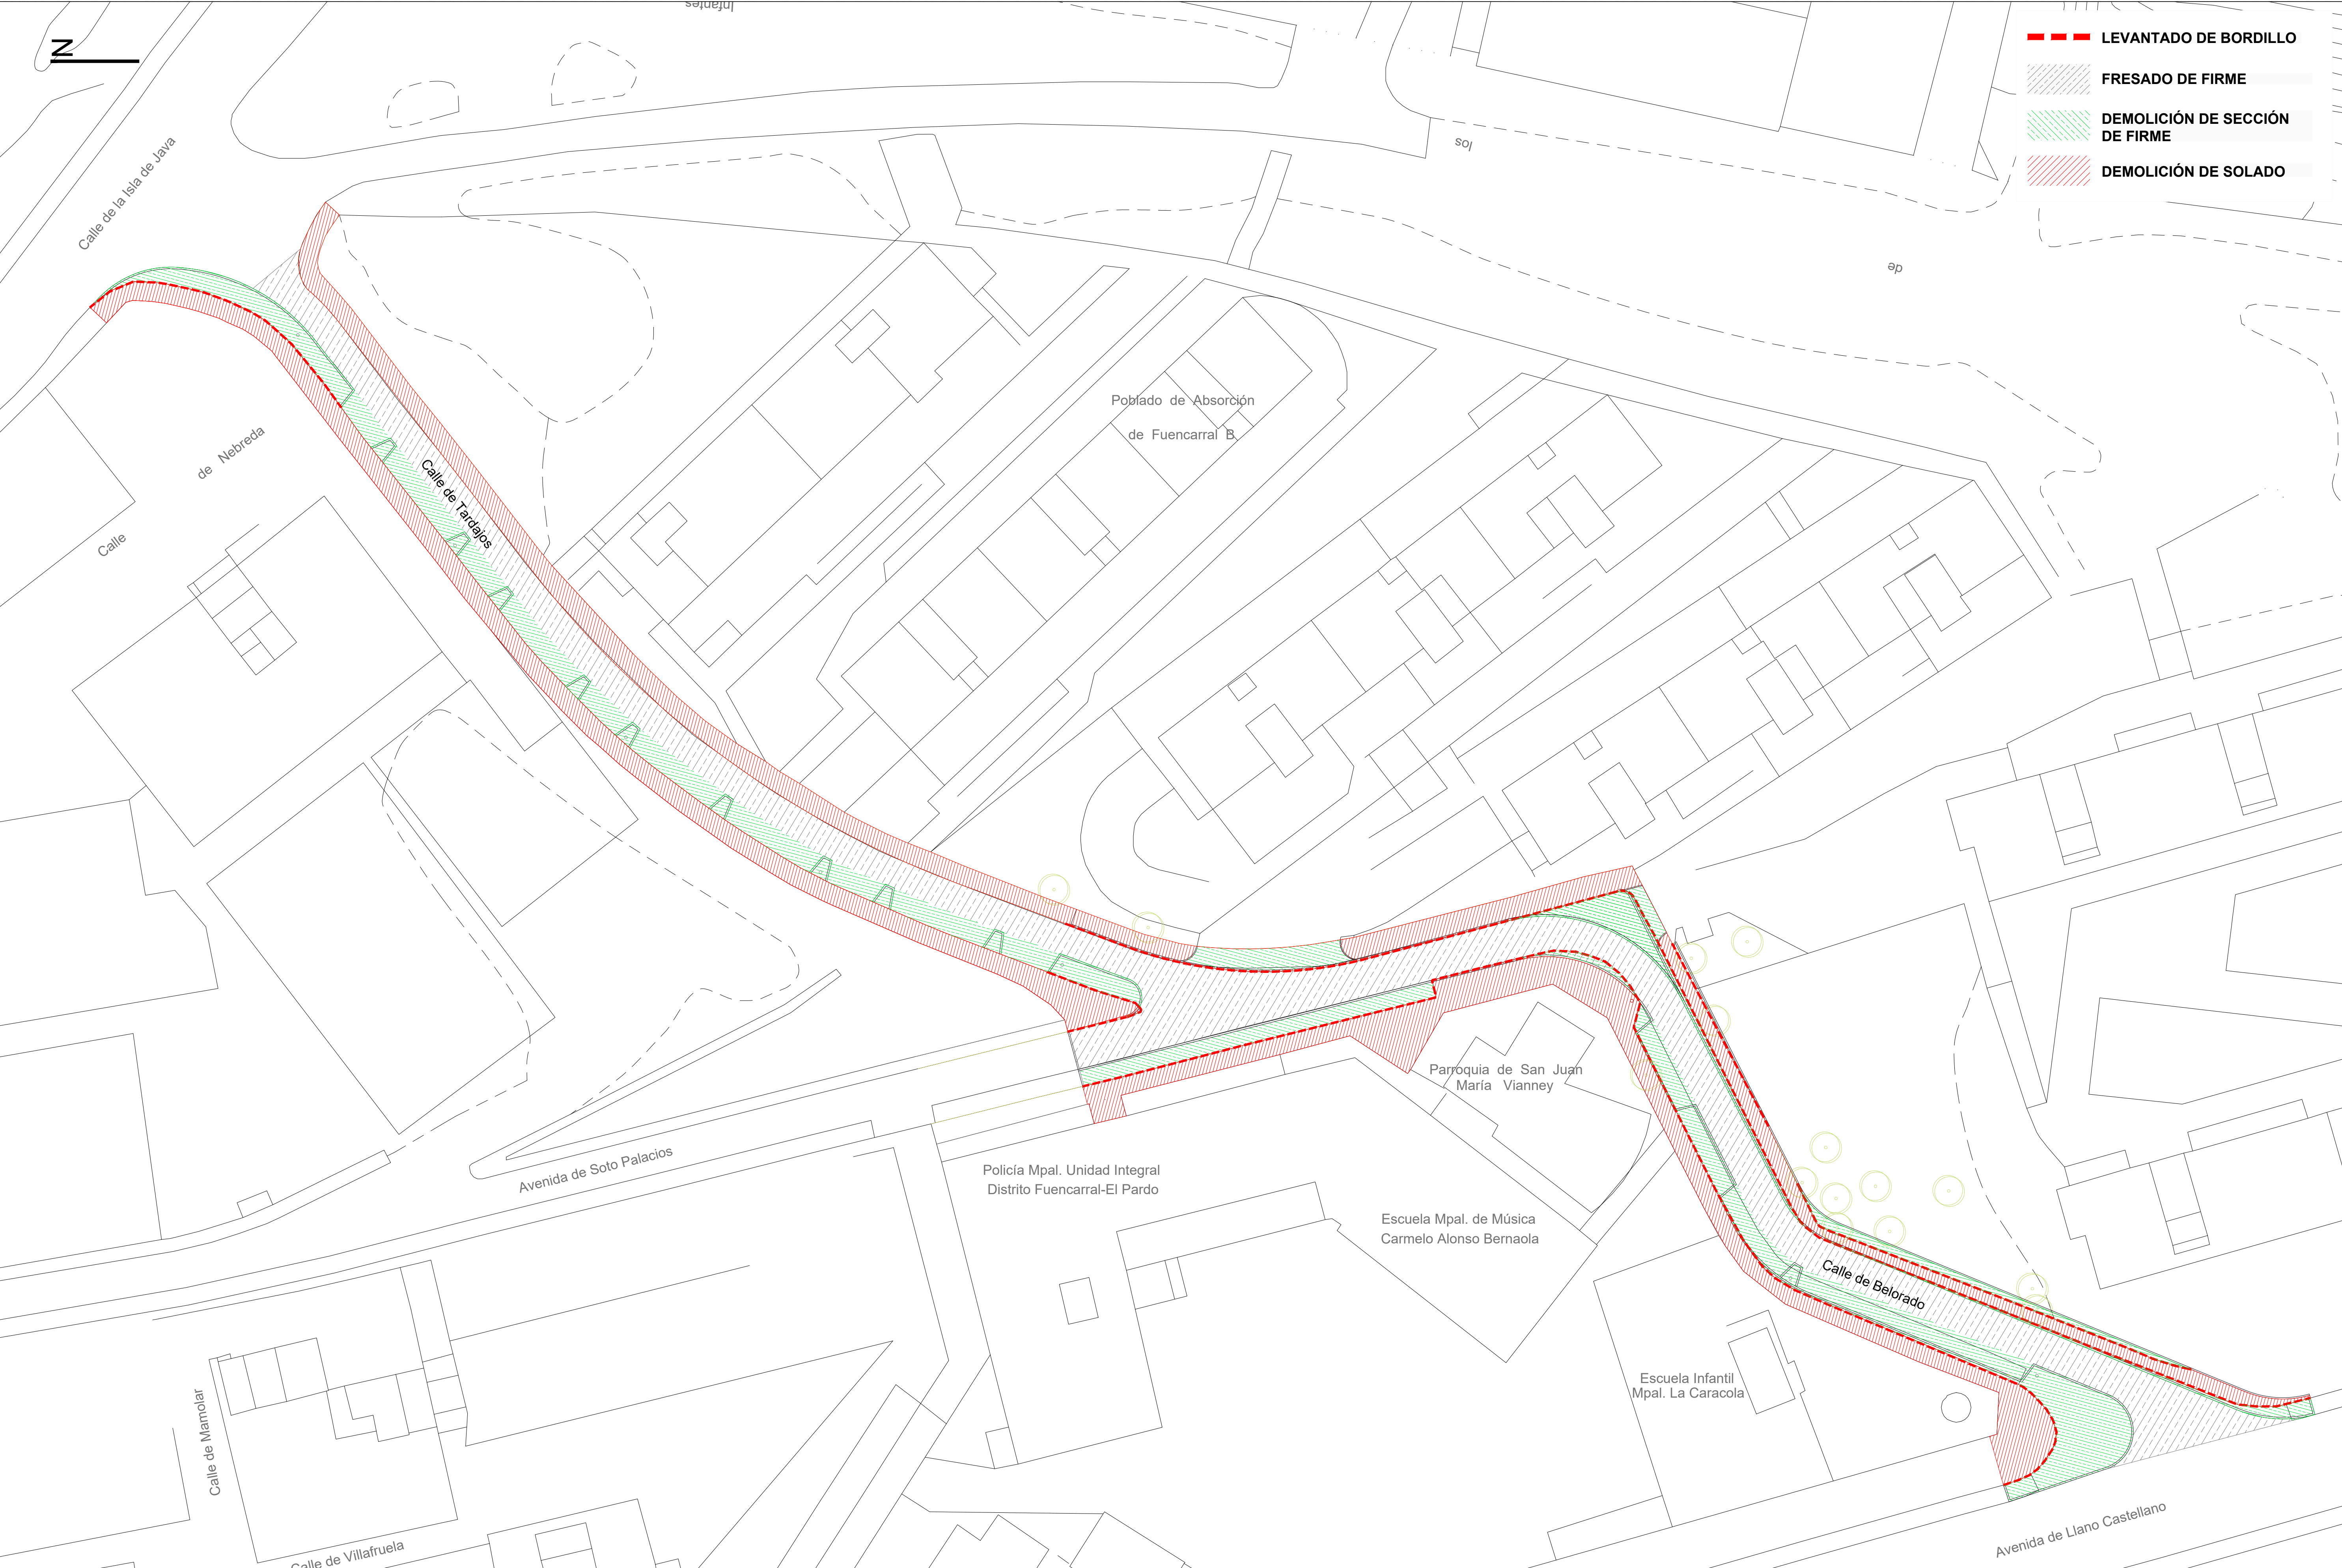 Infantes
N
LEVANTADO DE BORDILLO
FRESADO DE FIRME
DEMOLICIÓN DE SECCIÓN
DE FIRME
DEMOLICIÓN DE SOLADO
los
de
Calle de la Isla de Java
Poblado de Absorción
de Fuencarral B
de Nebreda
Calle
Calle de Tardajos
Parroquia de San Juan
María Vianney
Avenida de Soto Palacios
Policía Mpal. Unidad Integral
Distrito Fuencarral-El Pardo
Escuela Mpal. de Música
Carmelo Alonso Bernaola
Calle de Belorado
Escuela Infantil
Mpal. La Caracola
Calle de Mamolar
Calle de Villafruela
Avenida de Llano Castellano